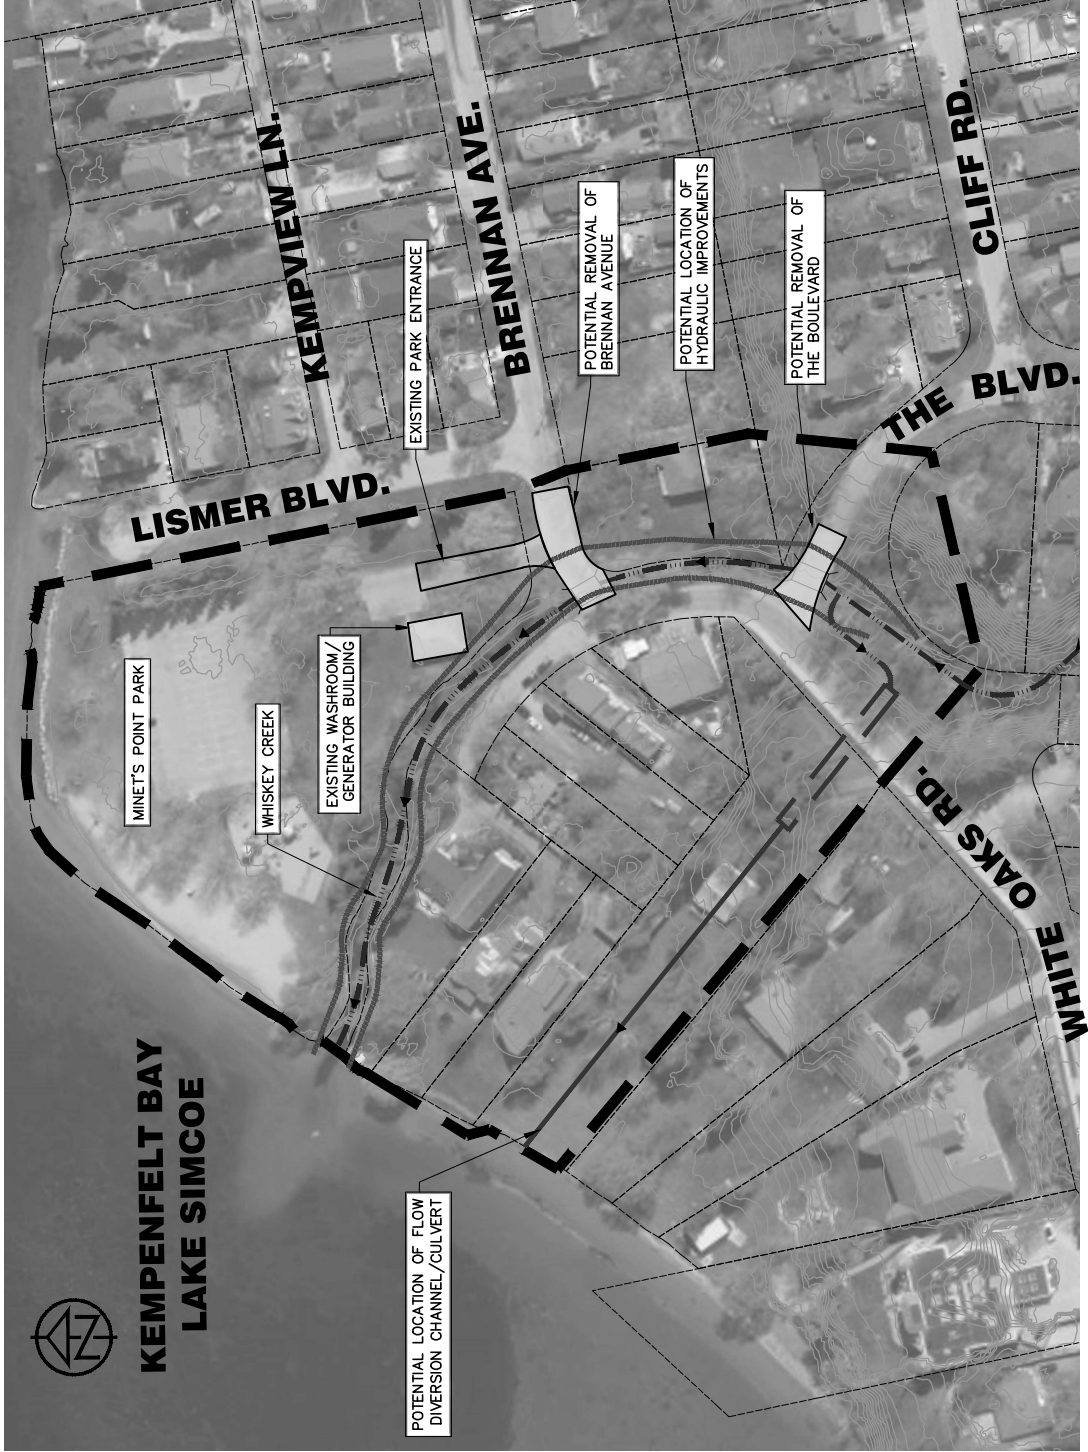 KEMPENFELT BAY
LAKE SIMCOE
N
MINET'S POINT PARK
WHISKEY CREEK
EXISTING WASHROOM/
GENERATOR BUILDING
LISMER BLVD.
KEMPVIEW LN.
EXISTING PARK ENTRANCE
BRENNAN AVE.
POTENTIAL REMOVAL OF
BRENNAN AVENUE
POTENTIAL LOCATION OF
HYDRAULIC IMPROVEMENTS
POTENTIAL REMOVAL OF
THE BOULEVARD
CLIFF RD.
THE BLVD.
WHITE OAKS RD.
POTENTIAL LOCATION OF FLOW
DIVERSION CHANNEL/CULVERT